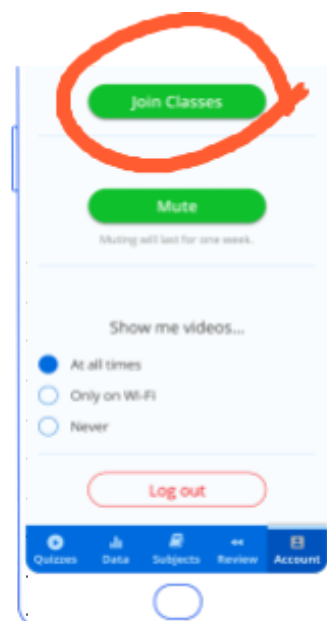 Join Classes
Mute
Muting will last for one week.
Show me videos...
At all times
Only on Wi-Fi
Never
Log out
Quizzes Data Subjects Review Account